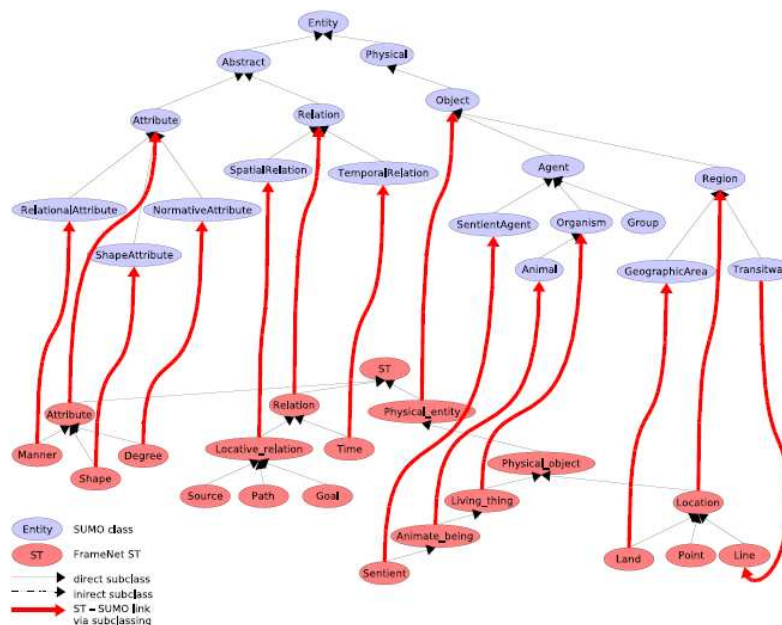 Entity
Abstract
Physical
Object
Attribute
Relation
SpatialRelation
TemporalRelation
Agent
Region
RelationalAttribute
NormativeAttribute
SentientAgent
Organism
Group
ShapeAttribute
Animal
GeographicArea
Transitwa
ST
Attribute
Relation
Physical_entity
Manner
Shape
Degree
Locative_relation
Time
Physical_object
Source
Path
Goal
Living_thing
Location
Animate_being
Sentient
Land
Point
Line
Entity SUMO class
ST FrameNet ST
direct subclass
inirect subclass
ST – SUMO link
via subclassing